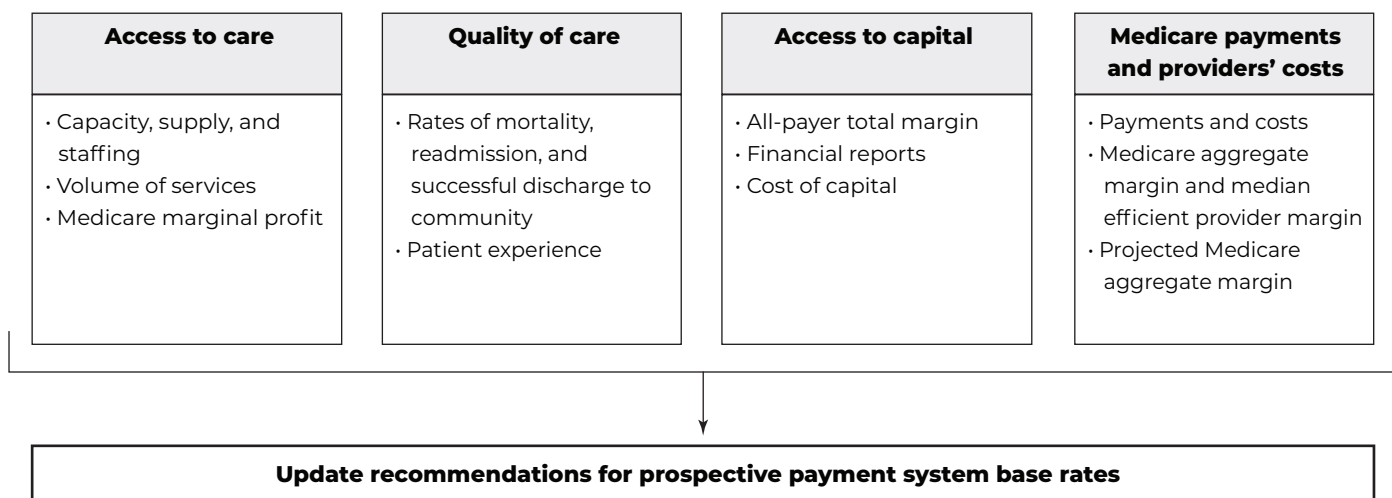 Access to care
· Capacity, supply, and
staffing
· Volume of services
· Medicare marginal profit
Quality of care
· Rates of mortality,
readmission, and
successful discharge to
community
· Patient experience
Access to capital
· All-payer total margin
· Financial reports
· Cost of capital
Medicare payments
and providers’ costs
· Payments and costs
· Medicare aggregate
margin and median
efficient provider margin
· Projected Medicare
aggregate margin
Update recommendations for prospective payment system base rates